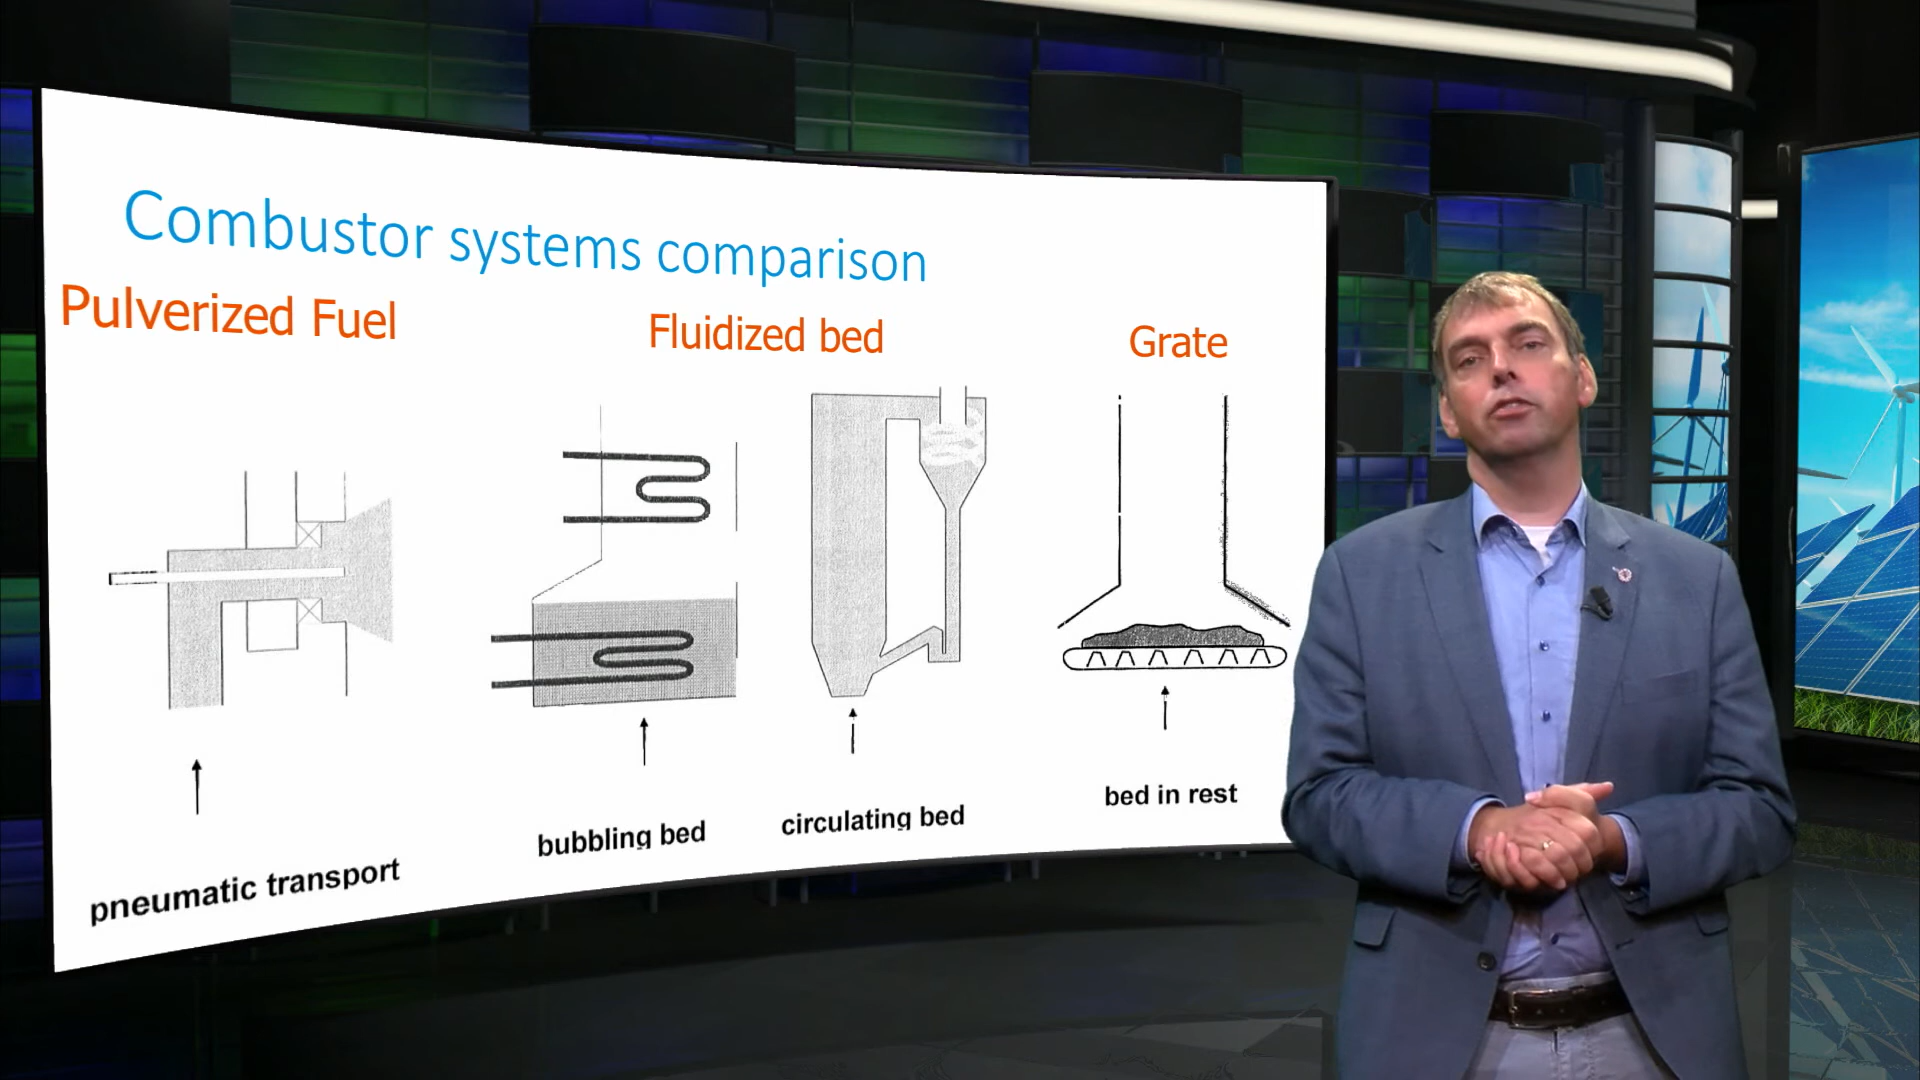 Combustor systems comparison
Pulverized Fuel
Fluidized bed
Grate
pneumatic transport
bubbling bed
circulating bed
bed in rest